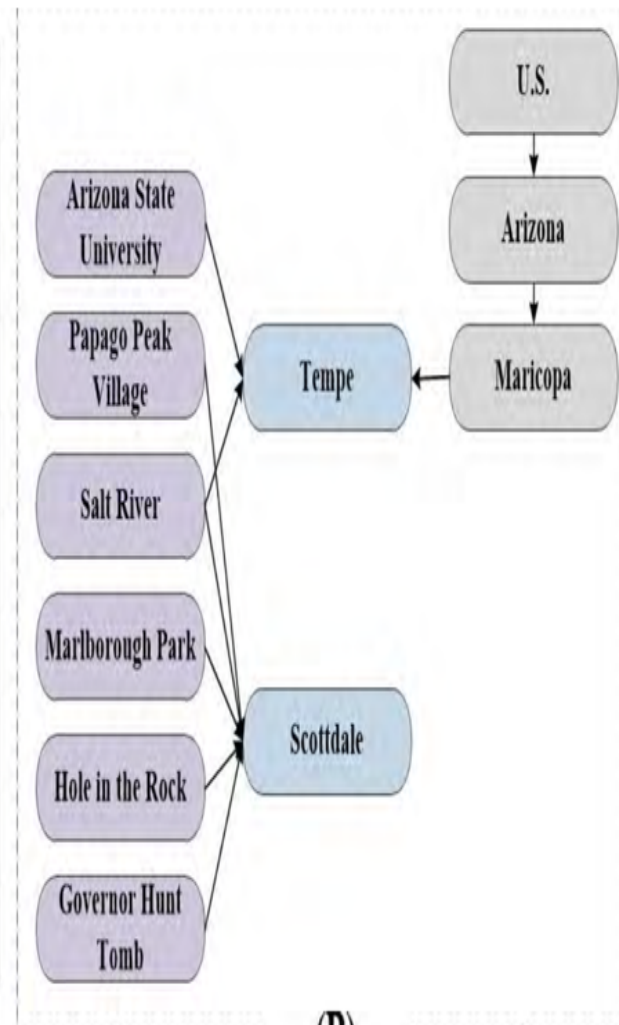 U.S.
Arizona State
University
Arizona
Papago Peak
Village
Tempe
Maricopa
Salt River
Marlborough Park
Scottdale
Hole in the Rock
Governor Hunt
Tomb